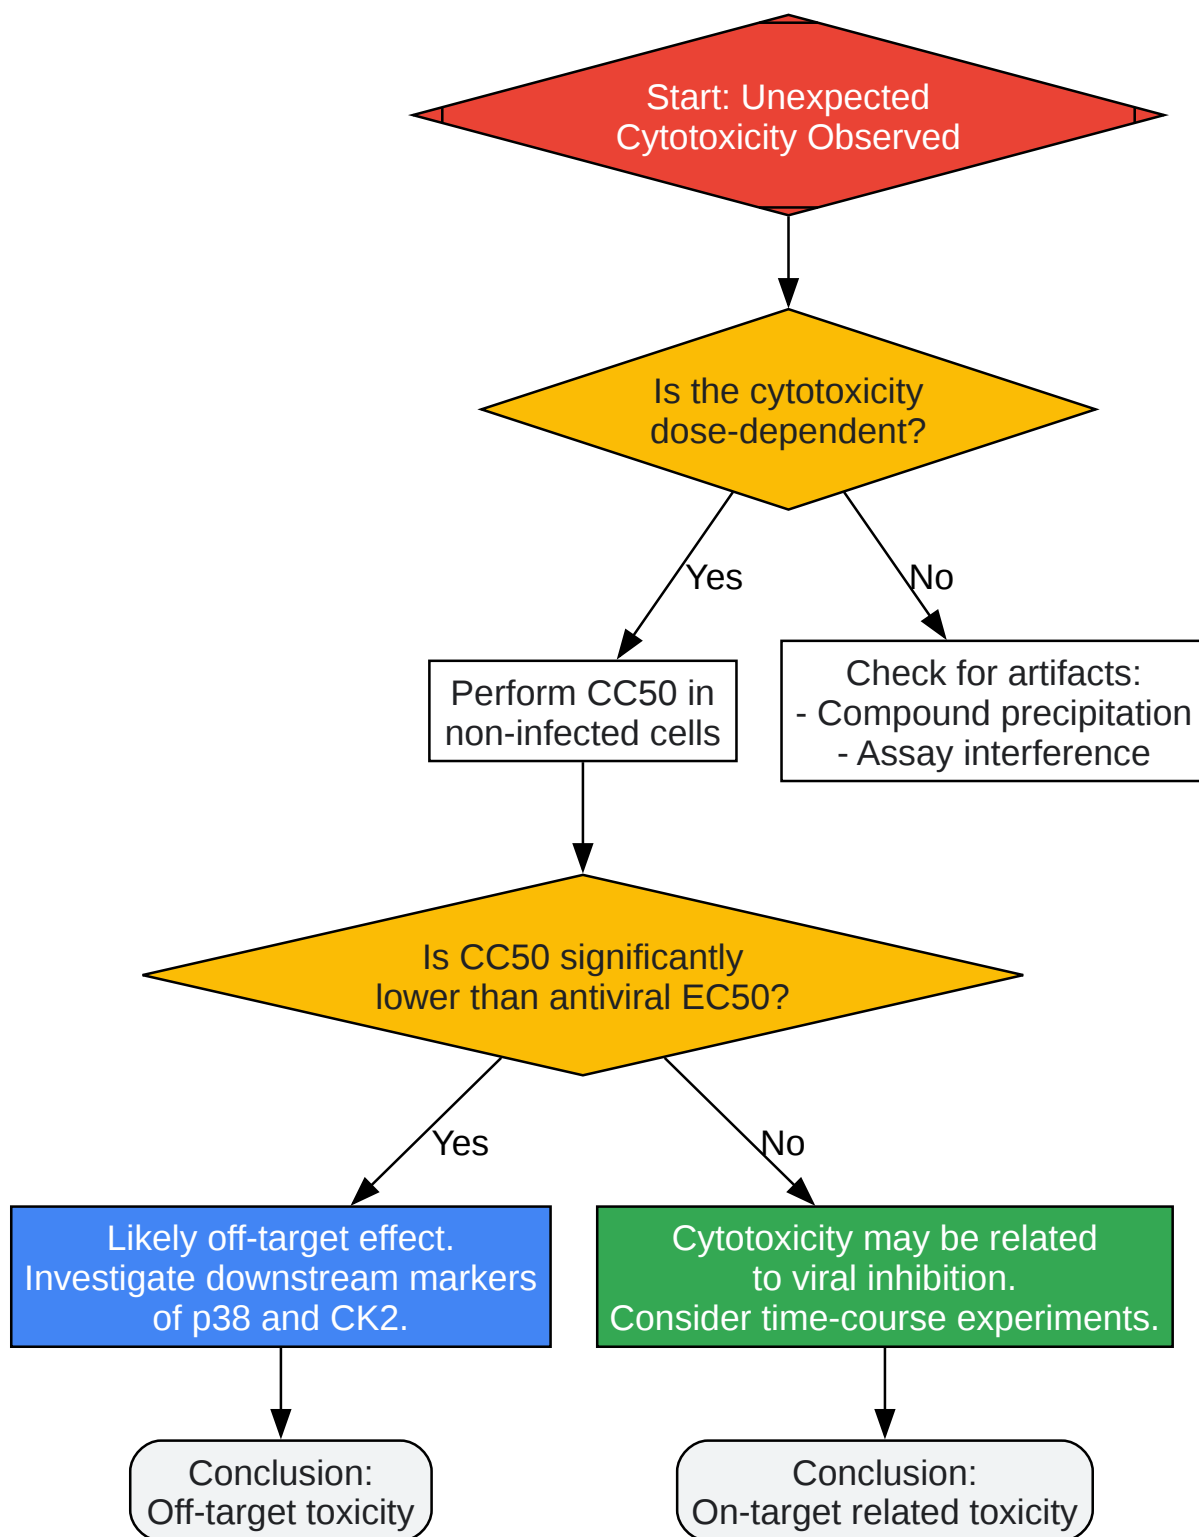 Start: Unexpected
Cytotoxicity Observed
Is the cytotoxicity
dose-dependent?
Yes
No
Perform CC50 in
non-infected cells
Check for artifacts:
- Compound precipitation
- Assay interference
Is CC50 significantly
lower than antiviral EC50?
Yes
No
Likely off-target effect.
Investigate downstream markers
of p38 and CK2.
Cytotoxicity may be related
to viral inhibition.
Consider time-course experiments.
Conclusion:
Off-target toxicity
Conclusion:
On-target related toxicity